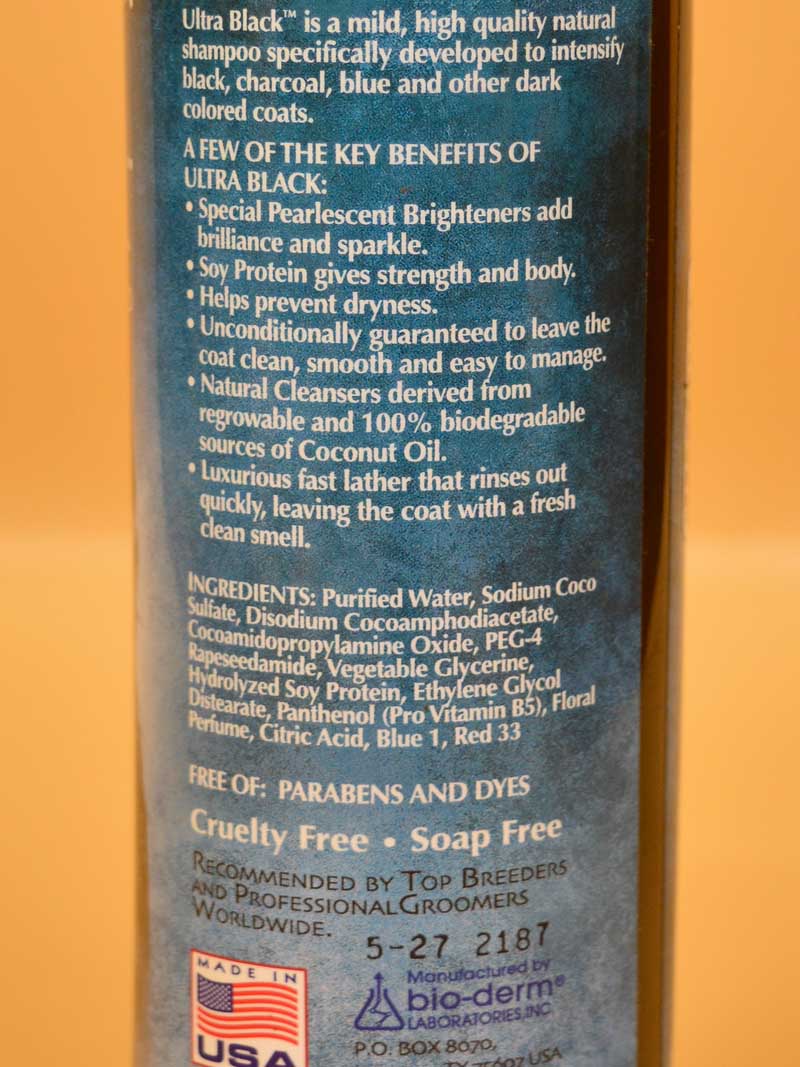 Ultra Black™ is a mild, high quality natural
shampoo specifically developed to intensify
black, charcoal, blue and other dark
colored coats.
A FEW OF THE KEY BENEFITS OF
ULTRA BLACK:
• Special Pearlescent Brighteners add
brilliance and sparkle.
• Soy Protein gives strength and body.
• Helps prevent dryness.
• Unconditionally guaranteed to leave the
coat clean, smooth and easy to manage.
• Natural Cleansers derived from
regrowable and 100% biodegradable
sources of Coconut Oil.
• Luxurious fast lather that rinses out
quickly, leaving the coat with a fresh
clean smell.
INGREDIENTS: Purified Water, Sodium Coco
Sulfate, Disodium Cocoamphodiacetate,
Cocoamidopropylamine Oxide, PEG-4
Rapeseedamide, Vegetable Glycerine,
Hydrolyzed Soy Protein, Ethylene Glycol
Distearate, Panthenol (Pro Vitamin B5), Floral
Perfume, Citric Acid, Blue 1, Red 33
FREE OF: PARABENS AND DYES
Cruelty Free • Soap Free
RECOMMENDED BY TOP BREEDERS
AND PROFESSIONAL GROOMERS
WORLDWIDE.
5-27 2187
MADE IN
USA
Manufactured by
bio-derm®
LABORATORIES, INC
P.O. BOX 8070,
TX 75607 USA